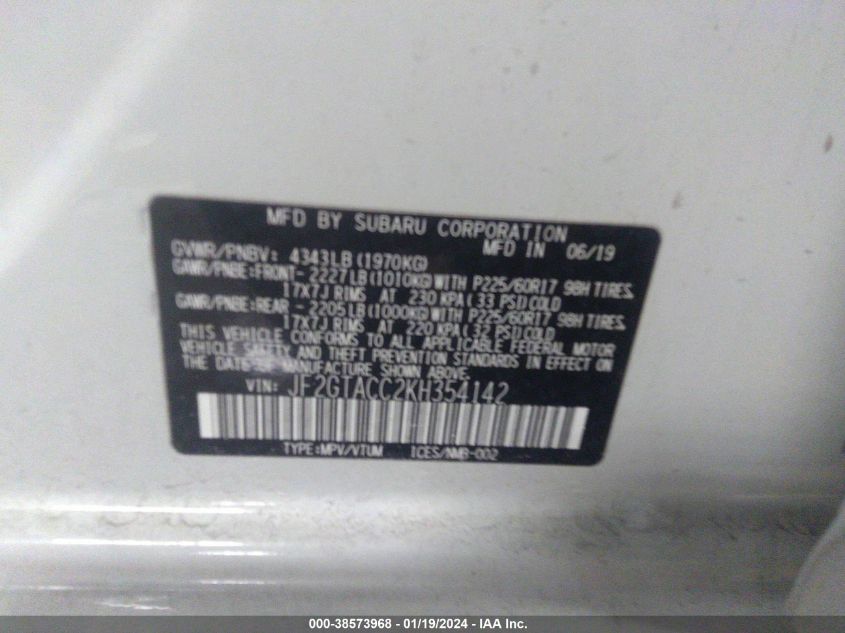 MFD BY SUBARU CORPORATION
MFD IN 06/19
GVWR/PNBV: 4343LB(1970KG)
GAWR/PNBE:FRONT- 2227LB(1010KG)WITH P225/60R17 98H TIRES,
17X7J RIMS AT 230 KPA(33 PSI)COLD
GAWR/PNBE:REAR - 2205LB(1000KG)WITH P225/60R17 98H TIRES,
17X7J RIMS AT 220 KPA(32 PSI)COLD
THIS VEHICLE CONFORMS TO ALL APPLICABLE FEDERAL MOTOR
VEHICLE SAFETY AND THEFT PREVENTION STANDARDS IN EFFECT ON
THE DATE OF MANUFACTURE SHOWN ABOVE.
VIN: JF2GTACC2KH354142
TYPE:MPV/VTUM ICES/NMB-002
000-38573968 - 01/19/2024 - IAA Inc.